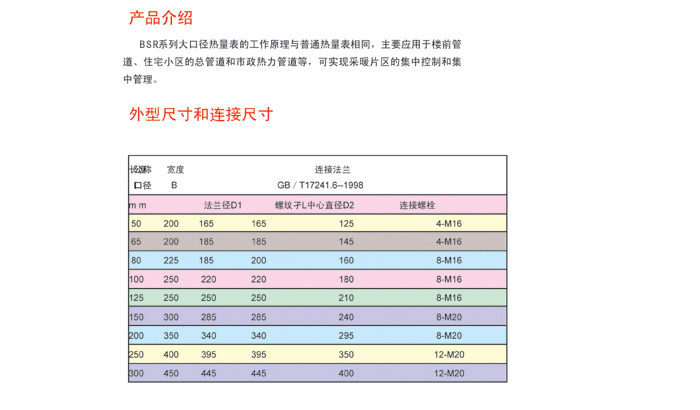 产品介绍
BSR系列大口径热量表的工作原理与普通热量表相同，主要应用于楼前管
道、住宅小区的总管道和市政热力管道等，可实现采暖片区的集中控制和集
中管理。
外型尺寸和连接尺寸
长度 公称 宽度 连接法兰
L 口径 B GB / T17241.6--1998
m m 法兰径D1 螺纹孑L中心直径D2 连接螺栓
50 200 165 165 125 4-M16
65 200 185 185 145 4-M16
80 225 185 200 160 8-M16
100 250 220 220 180 8-M16
125 250 250 250 210 8-M16
150 300 285 285 240 8-M20
200 350 340 340 295 8-M20
250 400 395 395 350 12-M20
300 450 445 445 400 12-M20